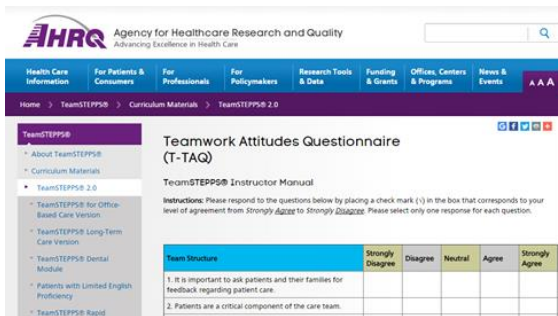 AHRQ
Agency for Healthcare Research and Quality
Advancing Excellence in Health Care
Health Care Information
For Patients & Consumers
For Professionals
For Policymakers
Research Tools & Data
Funding & Grants
Offices, Centers & Programs
News & Events
A A A
Home > TeamSTEPPS® > Curriculum Materials > TeamSTEPPS® 2.0
TeamSTEPPS®
About TeamSTEPPS®
Curriculum Materials
TeamSTEPPS® 2.0
TeamSTEPPS® for Office-
Based Care Version
TeamSTEPPS® Long-Term
Care Version
TeamSTEPPS® Dental
Module
Patients with Limited English
Proficiency
TeamSTEPPS® Rapid
Teamwork Attitudes Questionnaire
(T-TAQ)
TeamSTEPPS® Instructor Manual
Instructions: Please respond to the questions below by placing a check mark (√) in the box that corresponds to your
level of agreement from Strongly Agree to Strongly Disagree. Please select only one response for each question.
Team Structure
Strongly Disagree
Disagree
Neutral
Agree
Strongly Agree
1. It is important to ask patients and their families for
feedback regarding patient care.
2. Patients are a critical component of the care team.